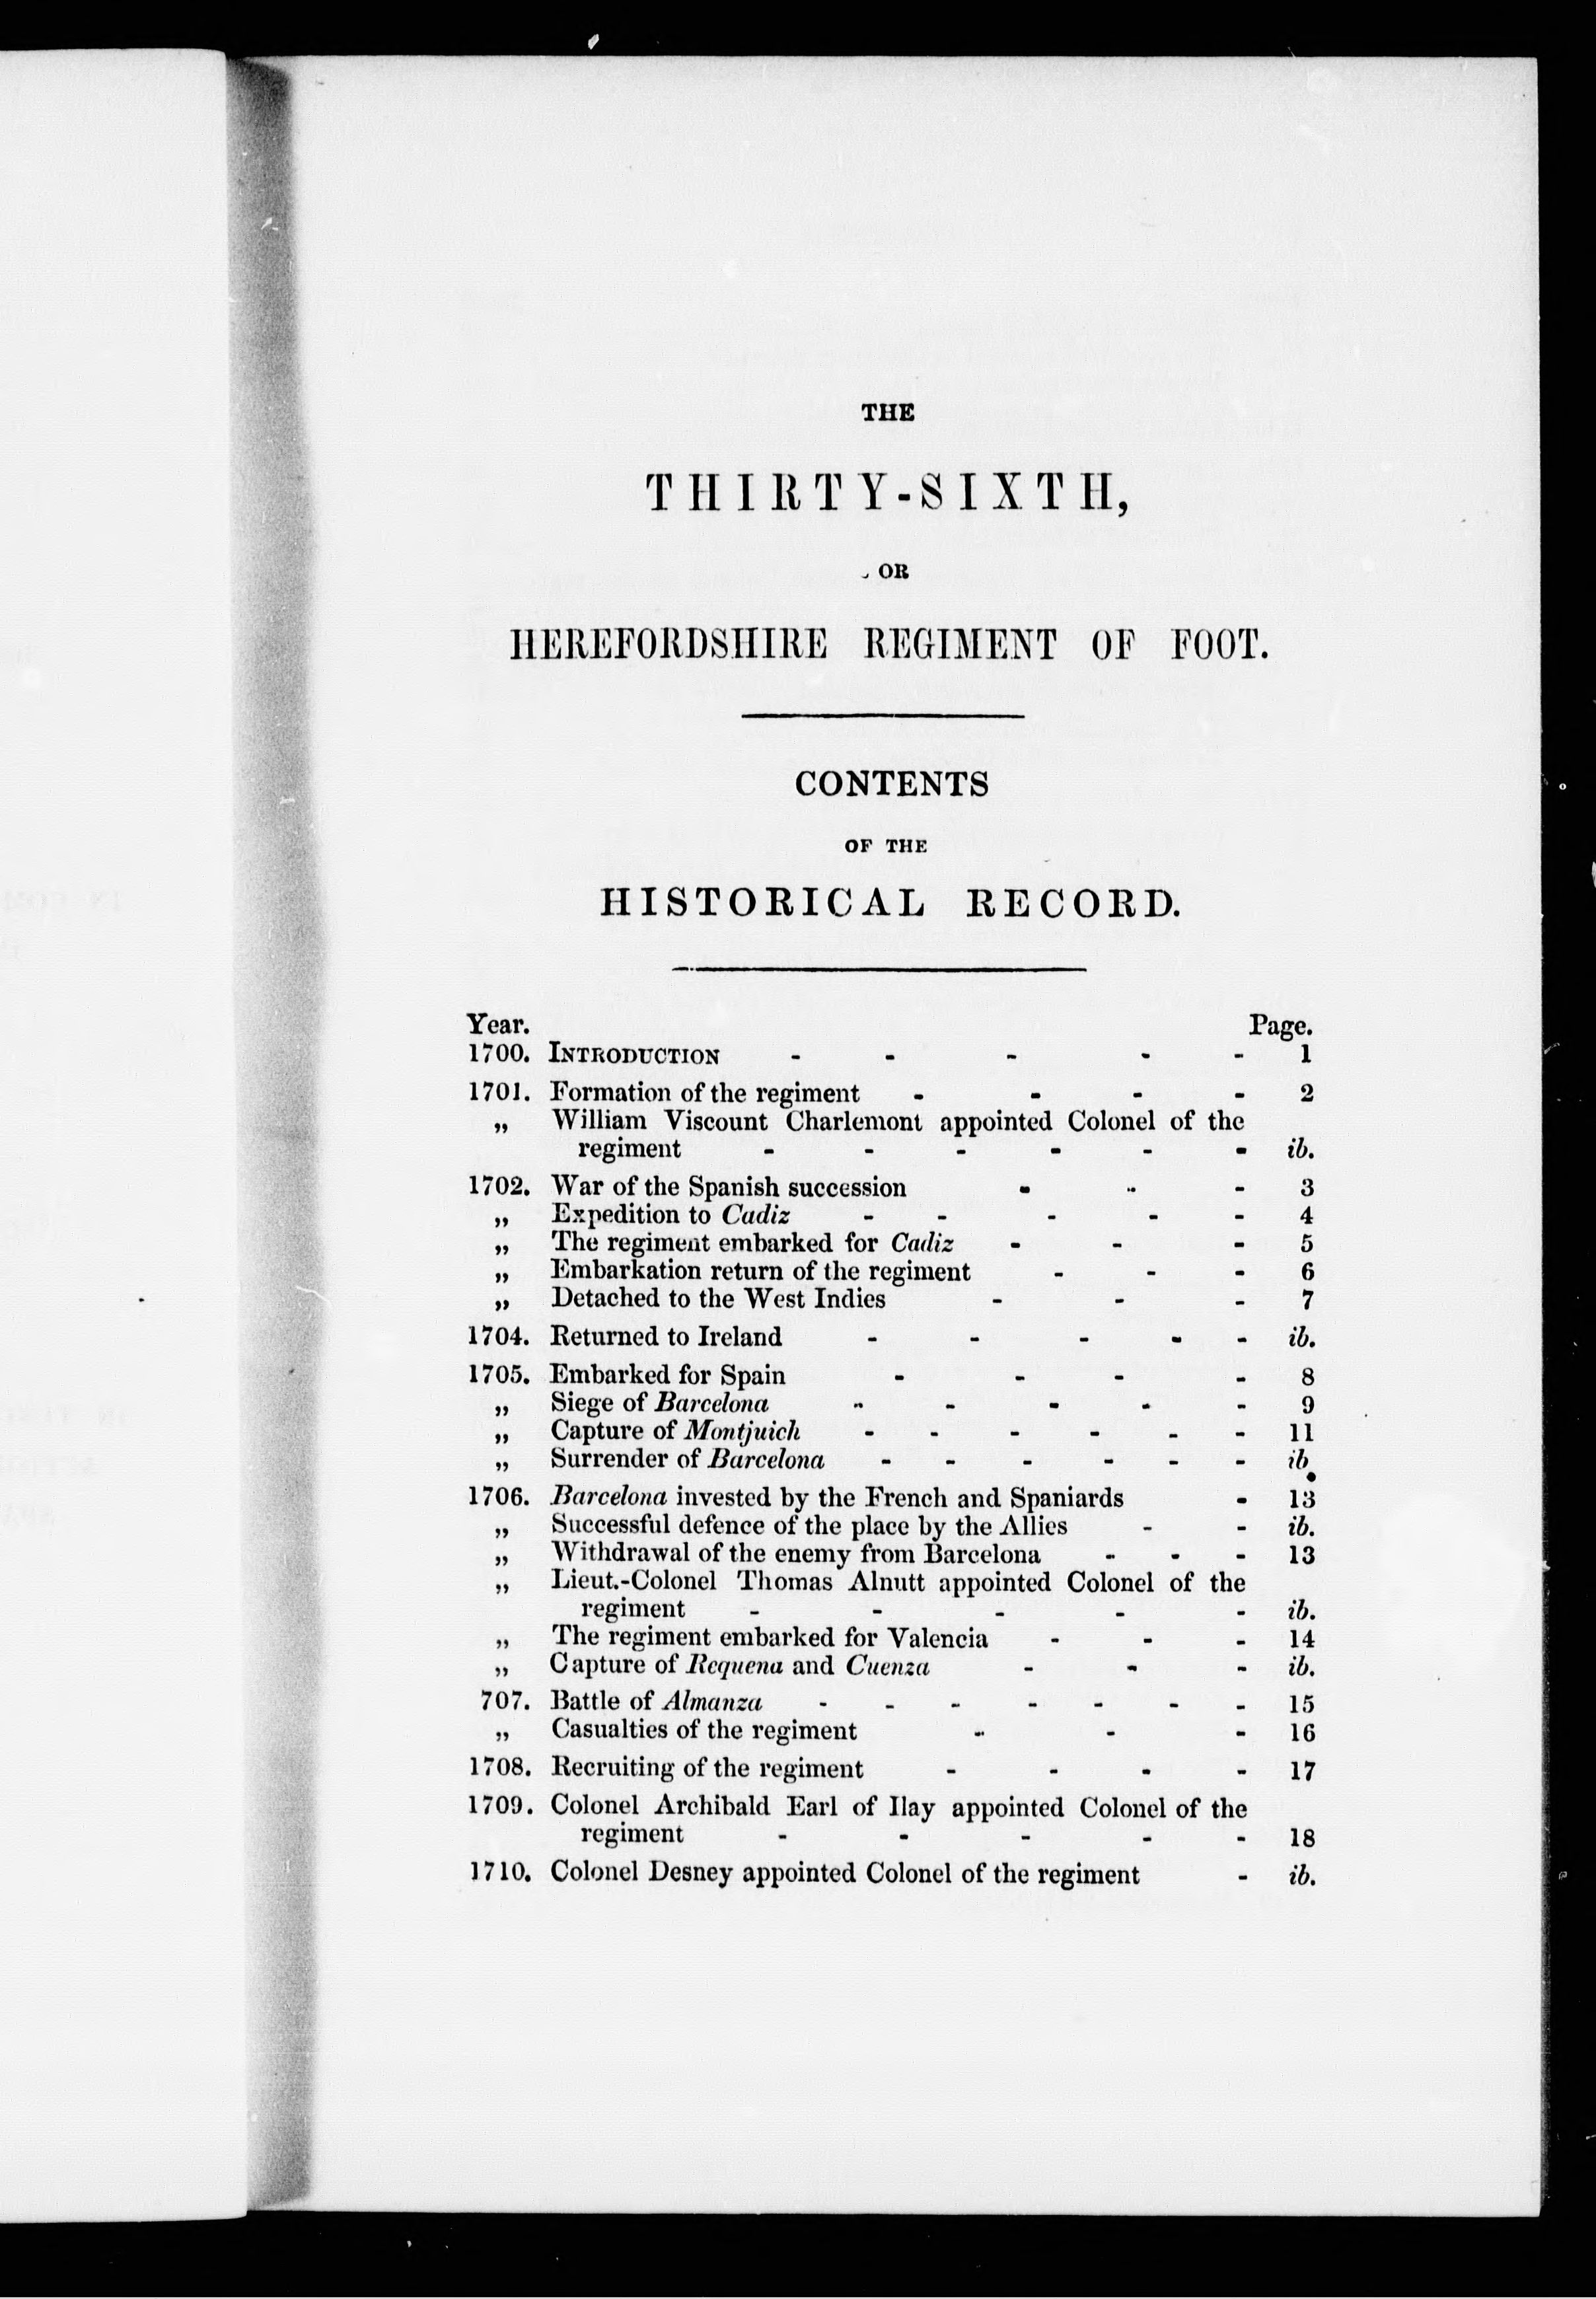 THE
THIRTY-SIXTH,
OR
HEREFORDSHIRE REGIMENT OF FOOT.
CONTENTS
OF THE
HISTORICAL RECORD.
Year. Page.
1700. INTRODUCTION - - - - - 1
1701. Formation of the regiment - - - - 2
„ William Viscount Charlemont appointed Colonel of the
regiment - - - - - - ib.
1702. War of the Spanish succession - - - 3
„ Expedition to Cadiz - - - - - 4
„ The regiment embarked for Cadiz - - - 5
„ Embarkation return of the regiment - - - 6
„ Detached to the West Indies - - - 7
1704. Returned to Ireland - - - - - ib.
1705. Embarked for Spain - - - - 8
„ Siege of Barcelona - - - - - 9
„ Capture of Montjuich - - - - - - 11
„ Surrender of Barcelona - - - - - - ib.
1706. Barcelona invested by the French and Spaniards - 13
„ Successful defence of the place by the Allies - - ib.
„ Withdrawal of the enemy from Barcelona - - - 13
„ Lieut.-Colonel Thomas Alnutt appointed Colonel of the
regiment - - - - - ib.
„ The regiment embarked for Valencia - - - 14
„ Capture of Requena and Cuenza - - - ib.
707. Battle of Almanza - - - - - - - 15
„ Casualties of the regiment - - - 16
1708. Recruiting of the regiment - - - - 17
1709. Colonel Archibald Earl of Ilay appointed Colonel of the
regiment - - - - - 18
1710. Colonel Desney appointed Colonel of the regiment - ib.